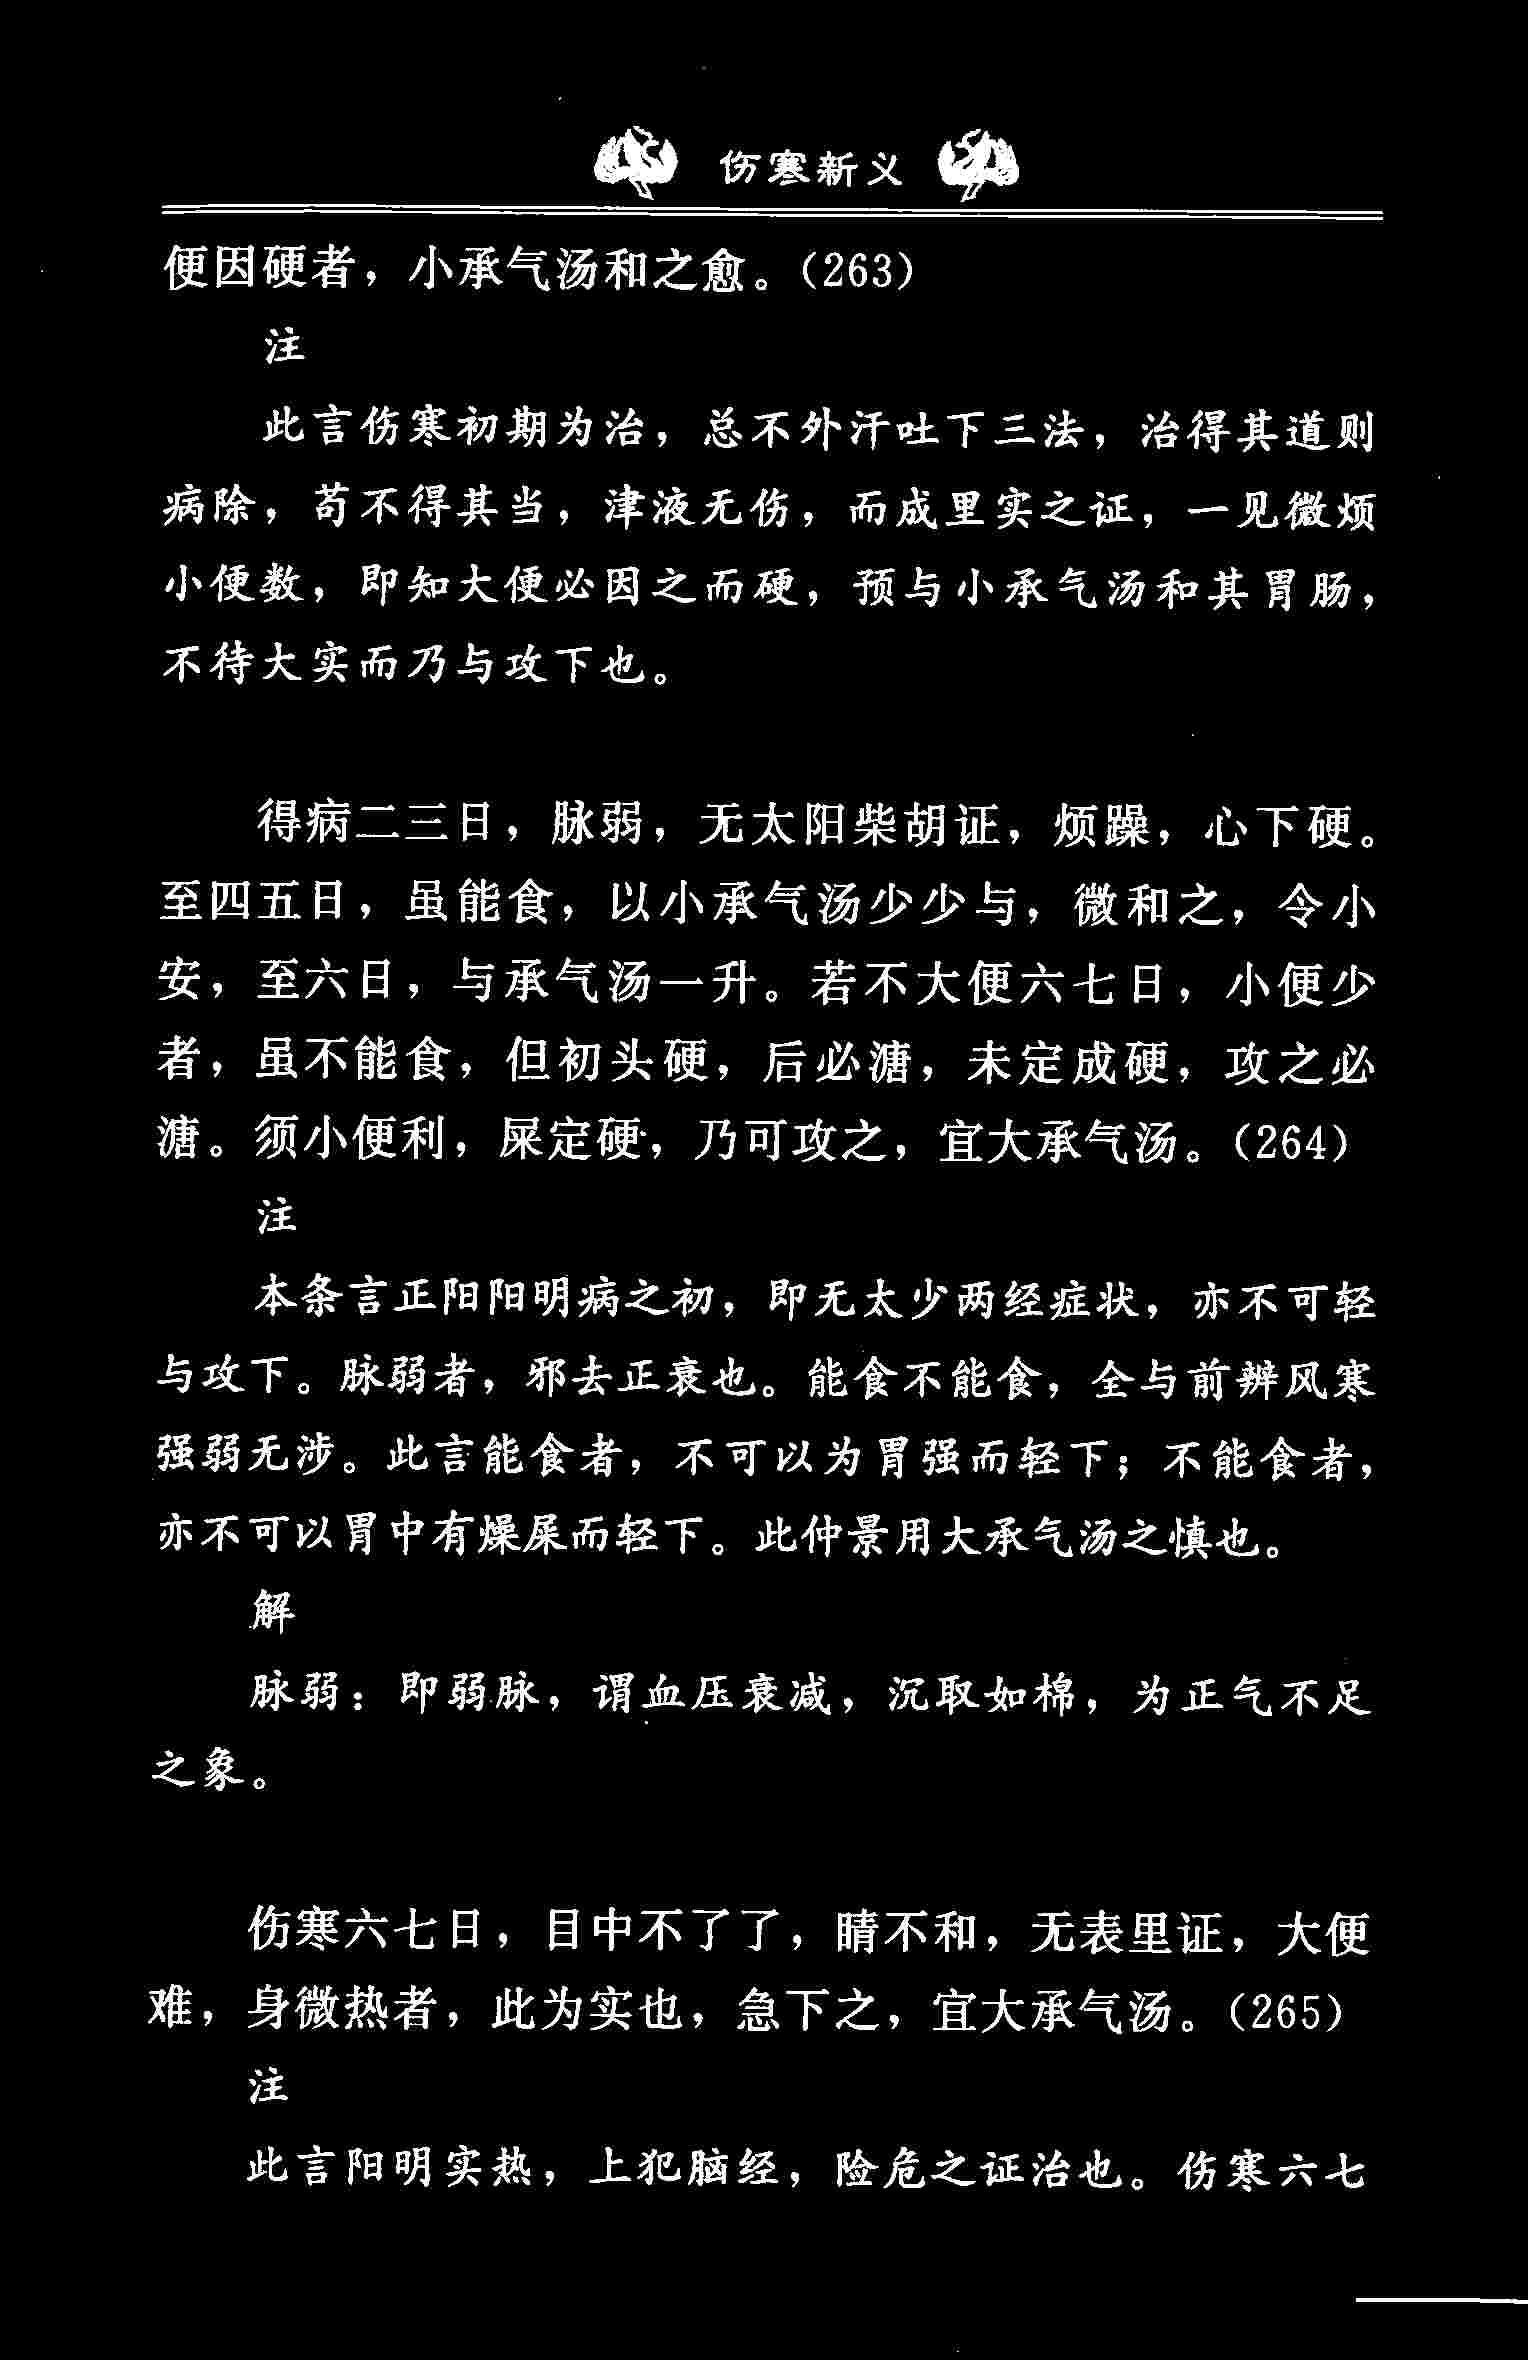 伤寒新义
便因硬者，小承气汤和之愈。（263）
注
此言伤寒初期为治，总不外汗吐下三法，治得其道则
病除，苟不得其当，津液无伤，而成里实之证，一见微烦
小便数，即知大便必因之而硬，预与小承气汤和其胃肠，
不待大实而乃与攻下也。
得病二三日，脉弱，无太阳柴胡证，烦躁，心下硬。
至四五日，虽能食，以小承气汤少少与，微和之，令小
安，至六日，与承气汤一升。若不大便六七日，小便少
者，虽不能食，但初头硬，后必溏，未定成硬，攻之必
溏。须小便利，屎定硬，乃可攻之，宜大承气汤。（264）
注
本条言正阳阳明病之初，即无太少两经症状，亦不可轻
与攻下。脉弱者，邪去正衰也。能食不能食，全与前辨风寒
强弱无涉。此言能食者，不可以为胃强而轻下；不能食者，
亦不可以胃中有燥屎而轻下。此仲景用大承气汤之慎也。
解
脉弱：即弱脉，谓血压衰减，沉取如棉，为正气不足
之象。
伤寒六七日，目中不了了，睛不和，无表里证，大便
难，身微热者，此为实也，急下之，宜大承气汤。（265）
注
此言阳明实热，上犯脑经，险危之证治也。伤寒六七